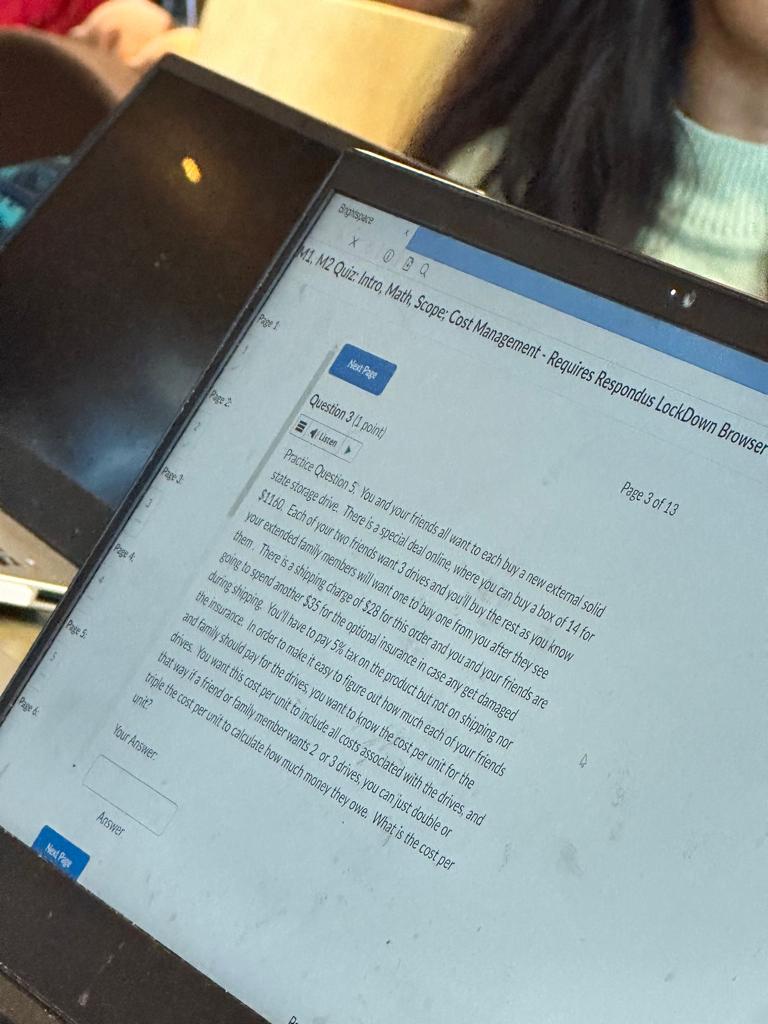 Brightspace
M1, M2 Quiz: Intro, Math, Scope; Cost Management - Requires Respondus LockDown Browser
Page 1:
1
Page 2:
2
Page 3:
3
Page 4:
4
Page 5:
5
Page 6:
Next Page
Page 3 of 13
Question 3 (1 point)
Listen
Practice Question 5: You and your friends all want to each buy a new external solid
state storage drive. There is a special deal online, where you can buy a box of 14 for
$1160. Each of your two friends want 3 drives and you'll buy the rest as you know
your extended family members will want one to buy one from you after they see
them. There is a shipping charge of $28 for this order and you and your friends are
going to spend another $35 for the optional insurance in case any get damaged
during shipping. You'll have to pay 5% tax on the product but not on shipping nor
the insurance. In order to make it easy to figure out how much each of your friends
and family should pay for the drives, you want to know the cost per unit for the
drives. You want this cost per unit to include all costs associated with the drives, and
that way if a friend or family member wants 2 or 3 drives, you can just double or
triple the cost per unit to calculate how much money they owe. What is the cost per
unit?
Your Answer:
Answer
Next Page